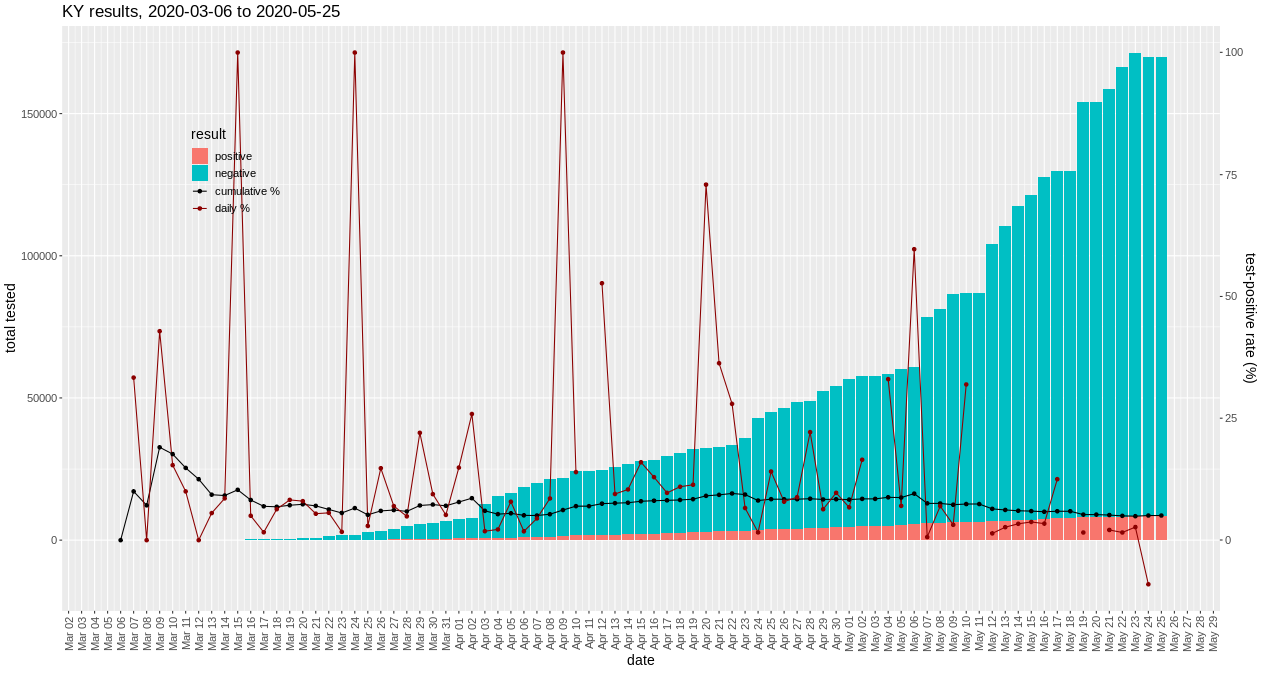 KY results, 2020-03-06 to 2020-05-25
total tested
150000
100000
50000
0
result
positive
negative
cumulative %
daily %
100
75
50
25
0
test-positive rate (%)
Mar 02
Mar 03
Mar 04
Mar 05
Mar 06
Mar 07
Mar 08
Mar 09
Mar 10
Mar 11
Mar 12
Mar 13
Mar 14
Mar 15
Mar 16
Mar 17
Mar 18
Mar 19
Mar 20
Mar 21
Mar 22
Mar 23
Mar 24
Mar 25
Mar 26
Mar 27
Mar 28
Mar 29
Mar 30
Mar 31
Apr 01
Apr 02
Apr 03
Apr 04
Apr 05
Apr 06
Apr 07
Apr 08
Apr 09
Apr 10
Apr 11
Apr 12
Apr 13
Apr 14
Apr 15
Apr 16
Apr 17
Apr 18
Apr 19
Apr 20
Apr 21
Apr 22
Apr 23
Apr 24
Apr 25
Apr 26
Apr 27
Apr 28
Apr 29
Apr 30
May 01
May 02
May 03
May 04
May 05
May 06
May 07
May 08
May 09
May 10
May 11
May 12
May 13
May 14
May 15
May 16
May 17
May 18
May 19
May 20
May 21
May 22
May 23
May 24
May 25
May 26
May 27
May 28
May 29
date